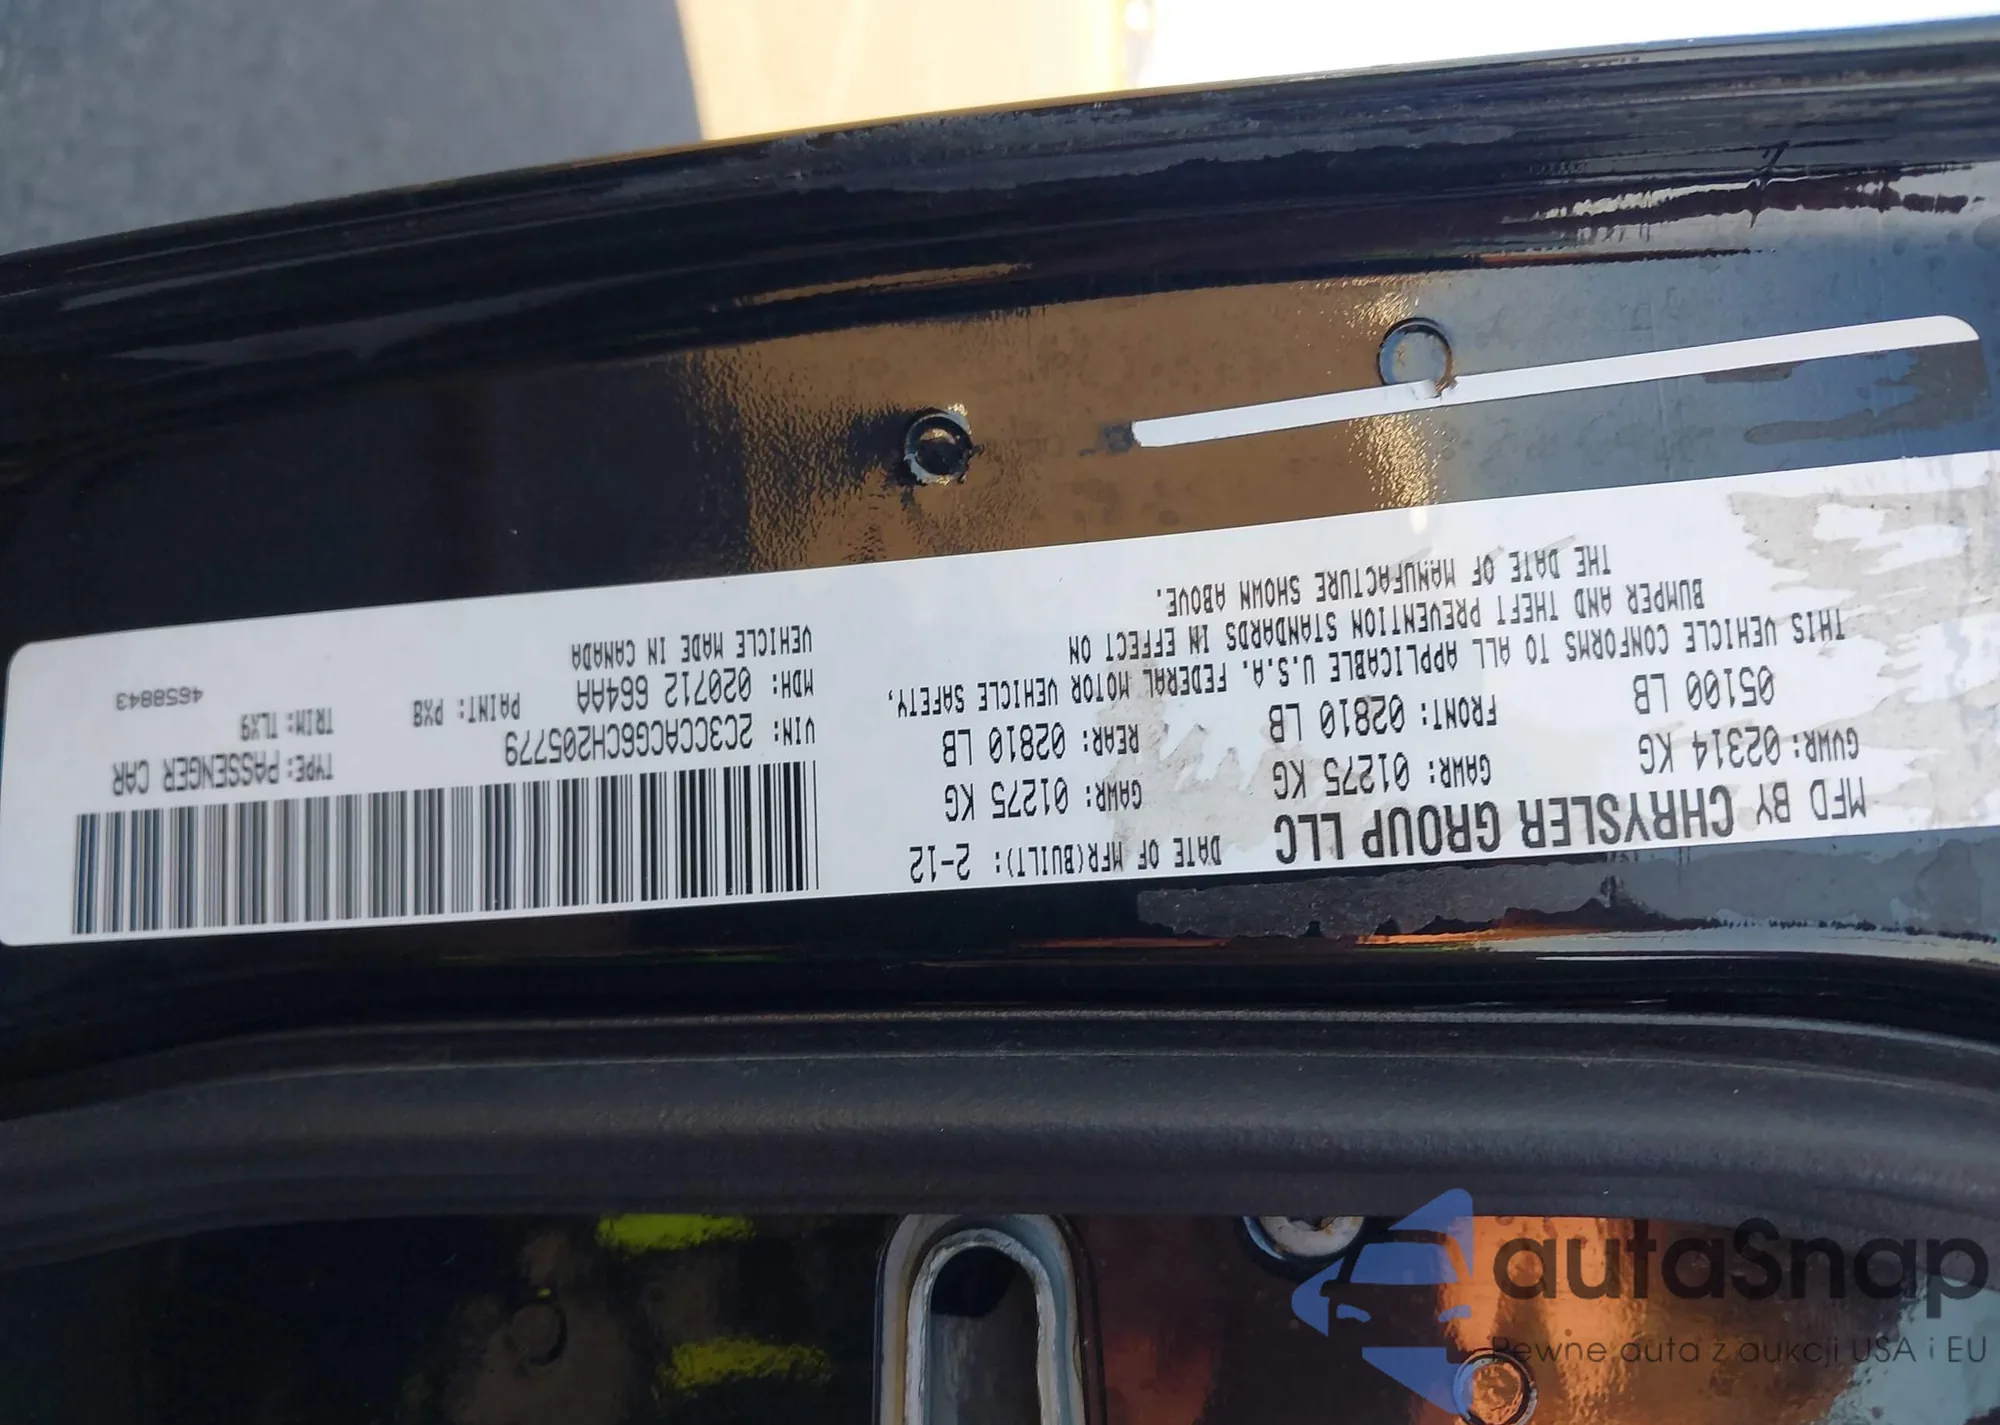 MFD BY CHRYSLER GROUP LLC
DATE OF MFR(BUILT): 2-12
GVWR: 02314 KG
05100 LB
GAWR: 01275 KG
FRONT: 02810 LB
GAWR: 01275 KG
REAR: 02810 LB
THIS VEHICLE CONFORMS TO ALL APPLICABLE U.S.A. FEDERAL MOTOR VEHICLE SAFETY,
BUMPER AND THEFT PREVENTION STANDARDS IN EFFECT ON
THE DATE OF MANUFACTURE SHOWN ABOVE.
VIN: 2C3CCACG6CH205779
TYPE: PASSENGER CAR
MDH: 020712 664AA
PAINT: PX8
TRIM: TLX9
VEHICLE MADE IN CANADA
4658843
autaSnap
Pewne auta z aukcji USA i EU